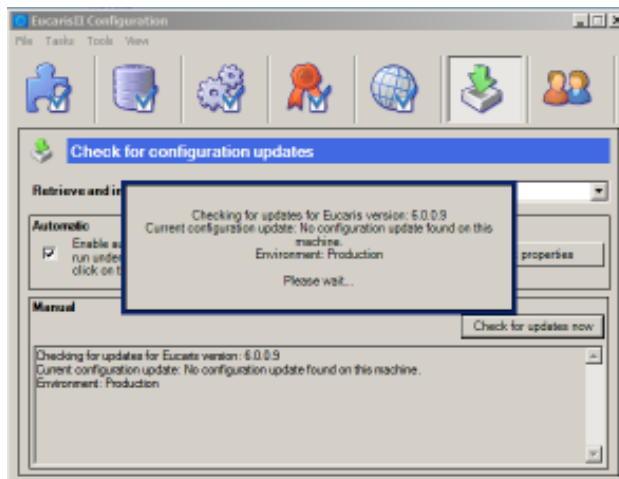 EucarisII Configuration
File Tasks Tools View
Check for configuration updates
Retrieve and in
Automatic
Enable au
run under
click on t
properties
Checking for updates for Eucaris version: 6.0.0.9
Current configuration update: No configuration update found on this
machine.
Environment: Production
Please wait...
Manual
Check for updates now
Checking for updates for Eucaris version: 6.0.0.9
Current configuration update: No configuration update found on this machine.
Environment: Production